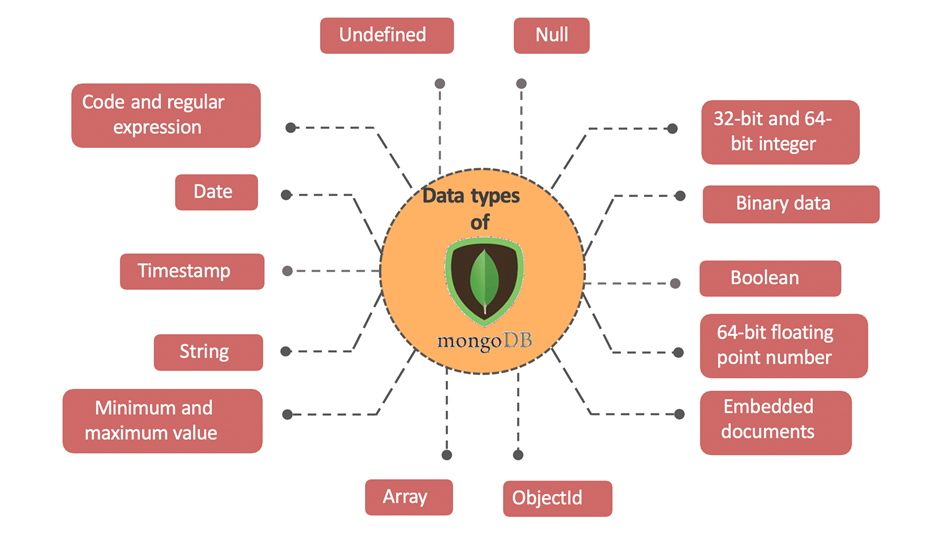 Undefined
Null
Code and regular
expression
32-bit and 64-
bit integer
Date
Data types
of
Binary data
Timestamp
Boolean
mongoDB
String
64-bit floating
point number
Minimum and
maximum value
Embedded
documents
Array
ObjectId